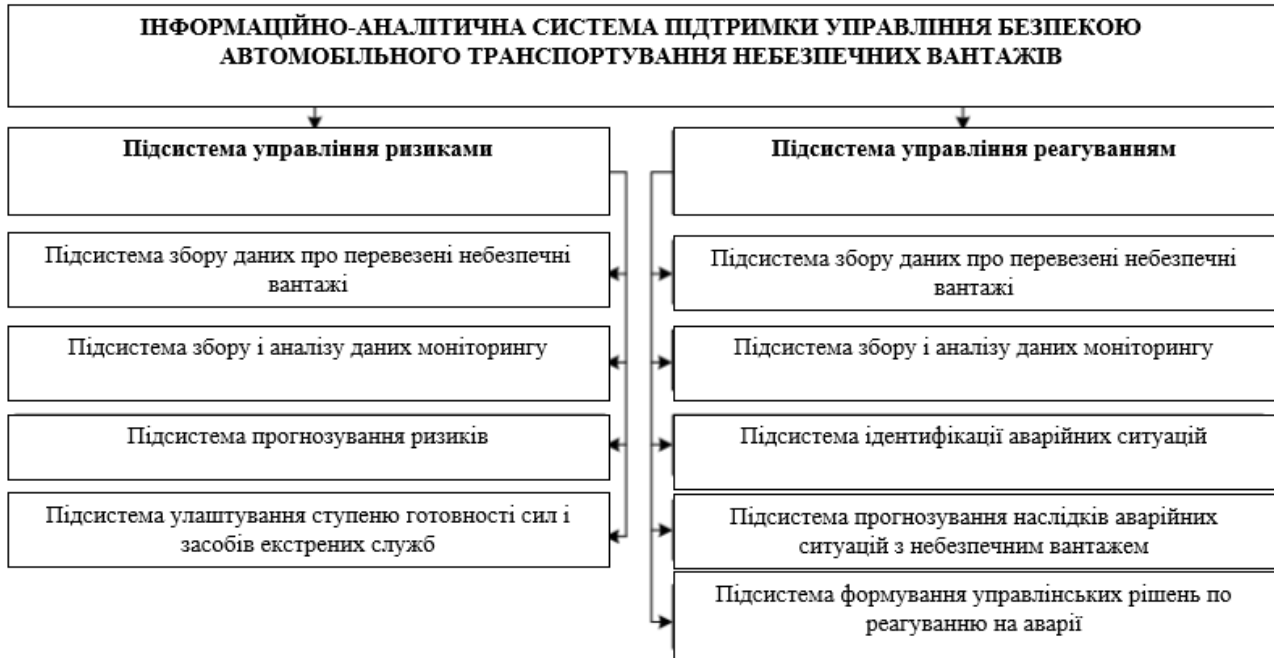 ІНФОРМАЦІЙНО-АНАЛІТИЧНА СИСТЕМА ПІДТРИМКИ УПРАВЛІННЯ БЕЗПЕКОЮ
АВТОМОБІЛЬНОГО ТРАНСПОРТУВАННЯ НЕБЕЗПЕЧНИХ ВАНТАЖІВ
Підсистема управління ризиками
Підсистема збору даних про перевезені небезпечні
вантажі
Підсистема збору і аналізу даних моніторингу
Підсистема прогнозування ризиків
Підсистема улаштування ступеню готовності сил і
засобів екстрених служб
Підсистема управління реагуванням
Підсистема збору даних про перевезені небезпечні
вантажі
Підсистема збору і аналізу даних моніторингу
Підсистема ідентифікації аварійних ситуацій
Підсистема прогнозування наслідків аварійних
ситуацій з небезпечним вантажем
Підсистема формування управлінських рішень по
реагуванню на аварії